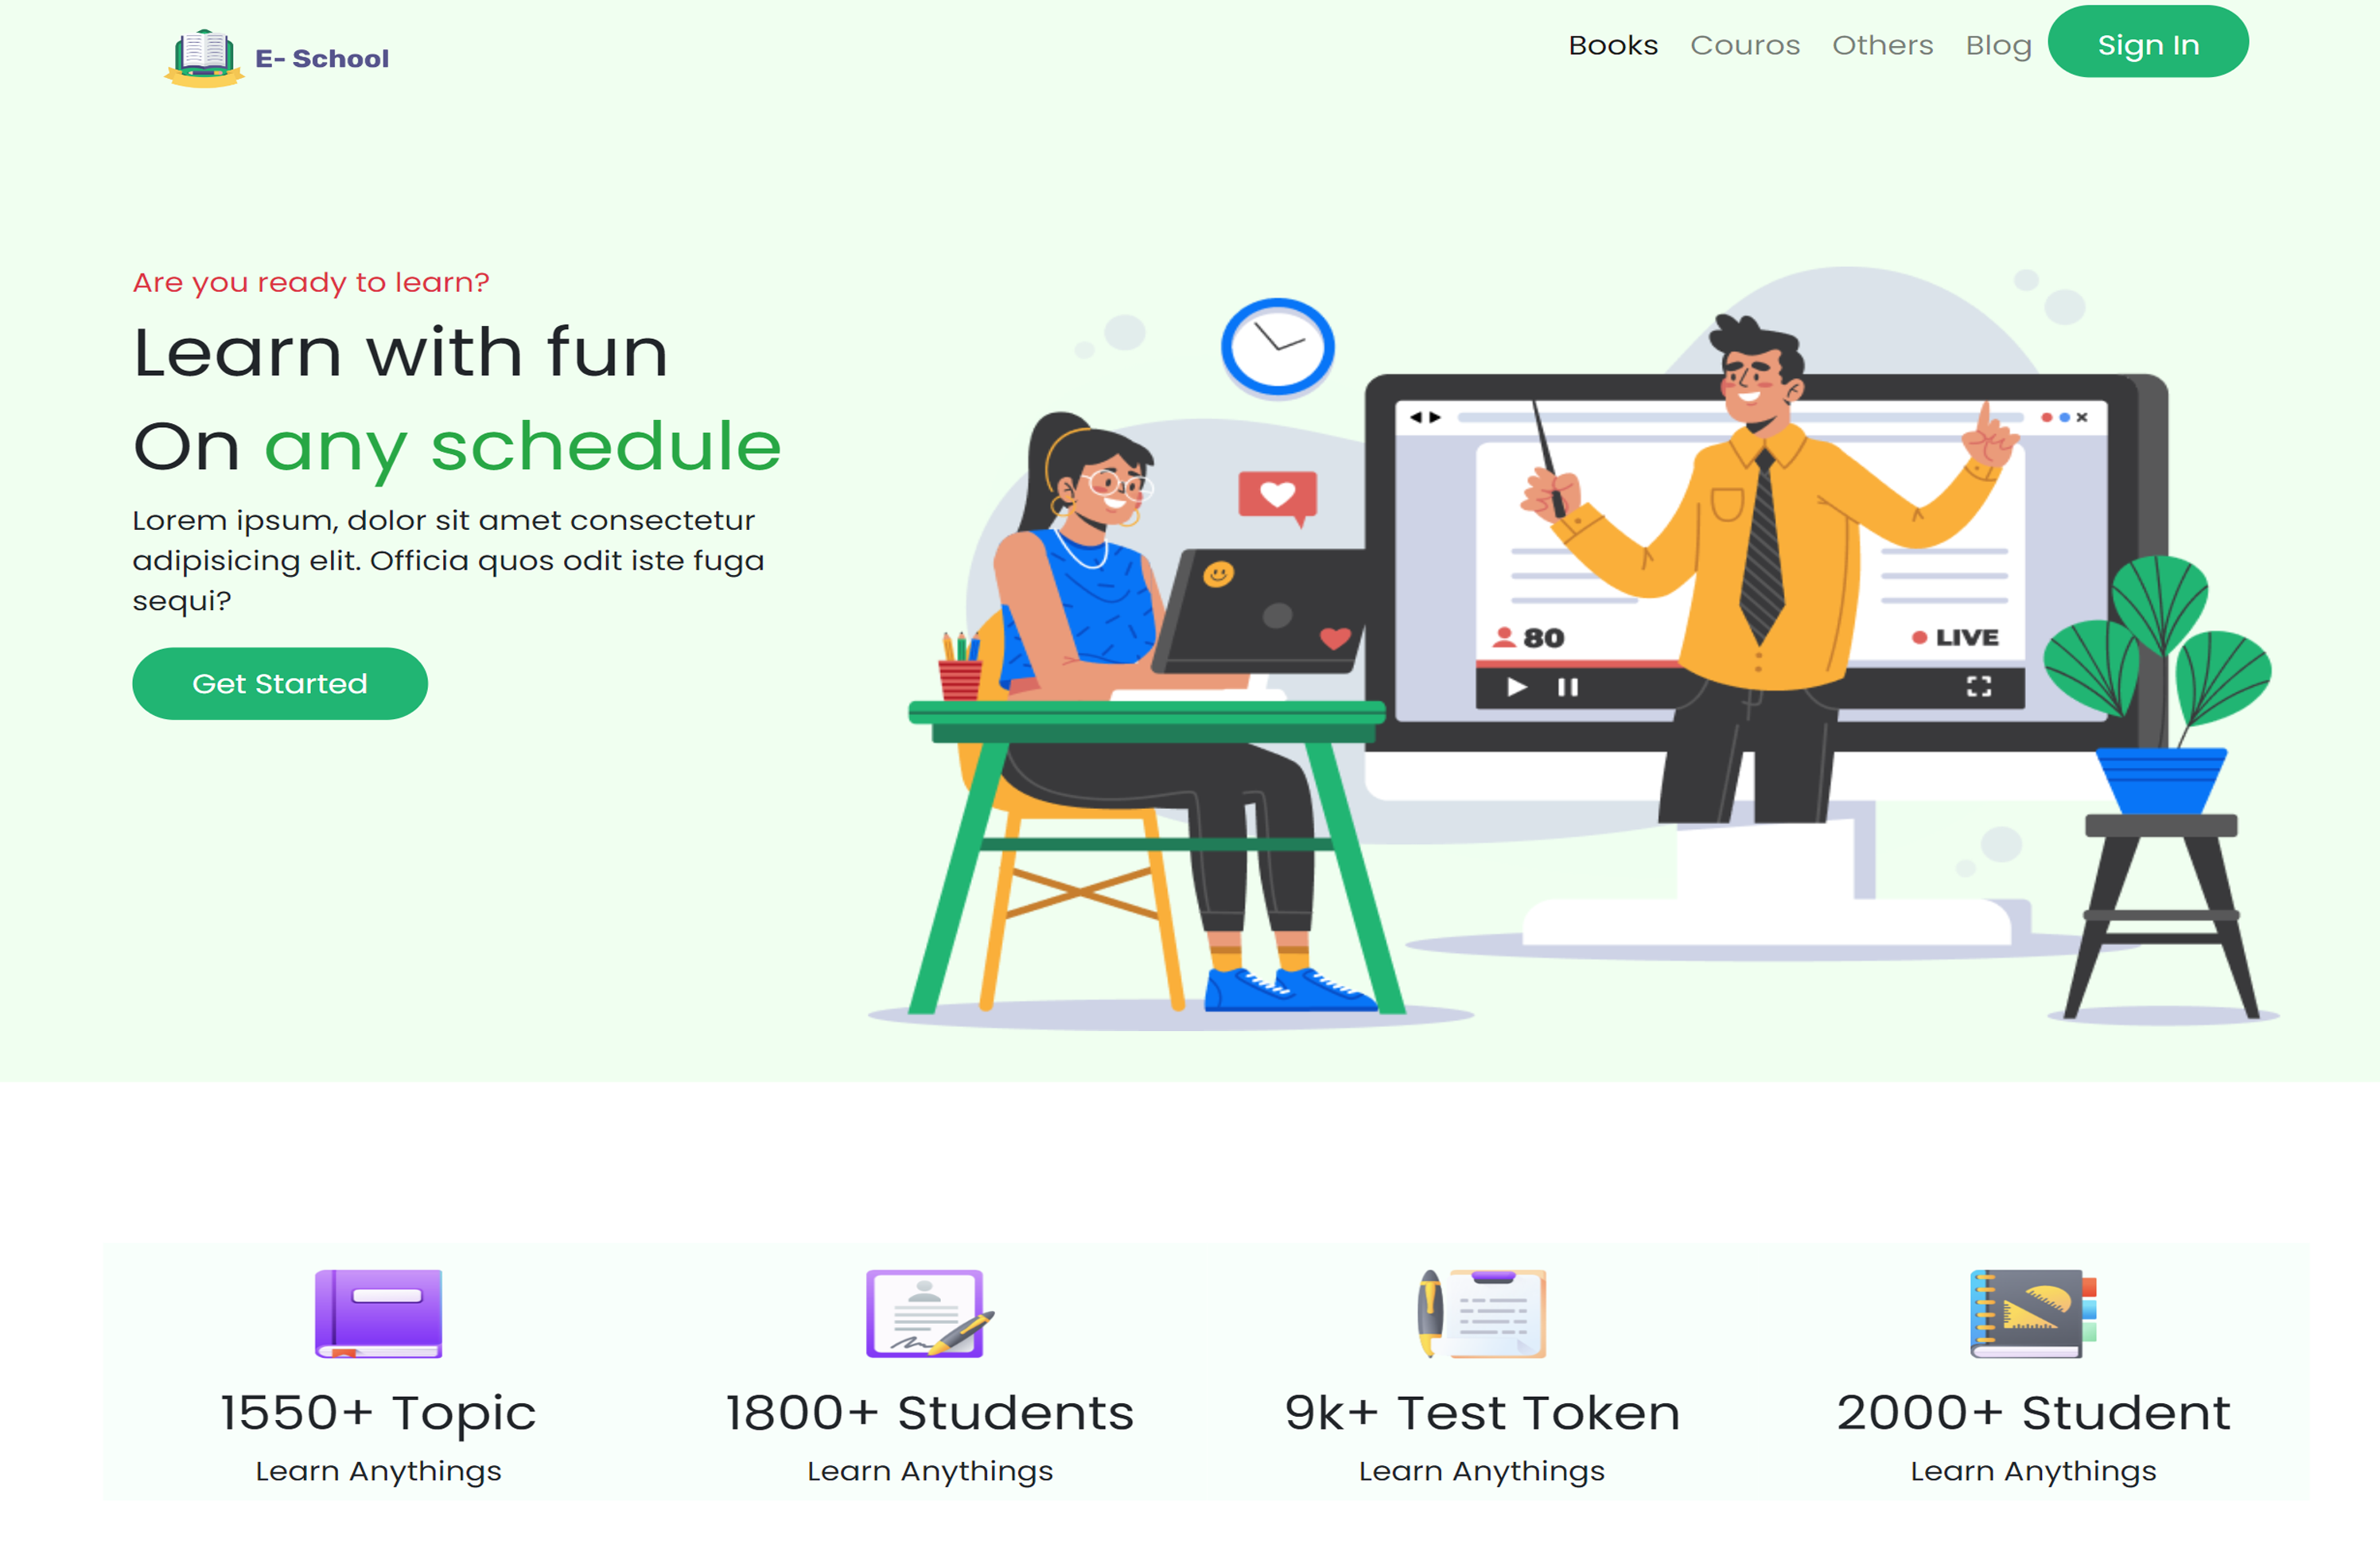 E- School
Books Couros Others Blog Sign In
Are you ready to learn?
Learn with fun
On any schedule
Lorem ipsum, dolor sit amet consectetur
adipisicing elit. Officia quos odit iste fuga
sequi?
Get Started
80
LIVE
1550+ Topic
Learn Anythings
1800+ Students
Learn Anythings
9k+ Test Token
Learn Anythings
2000+ Student
Learn Anythings